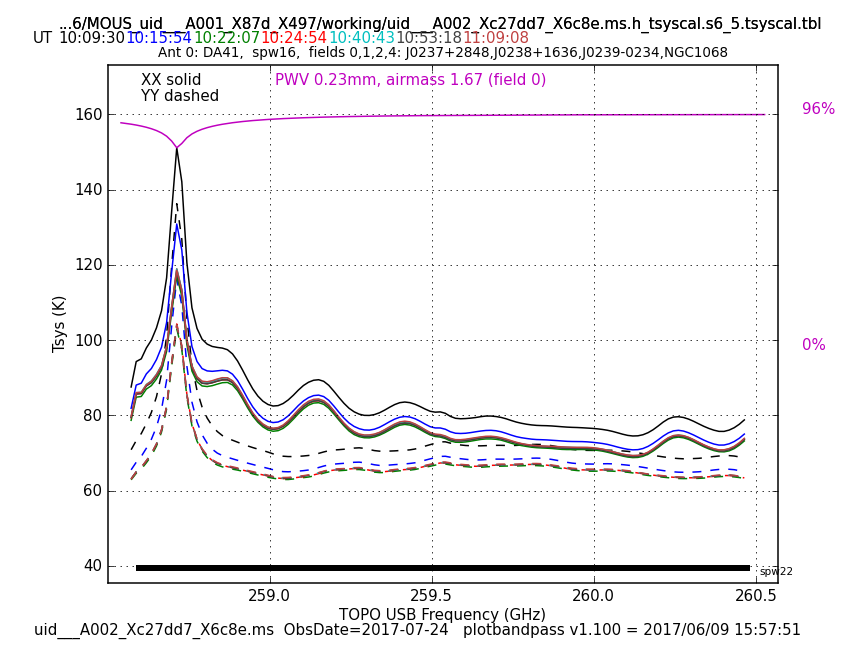 ...6/MOUS_uid___A001_X87d_X497/working/uid___A002_Xc27dd7_X6c8e.ms.h_tsyscal.s6_5.tsyscal.tbl
UT 10:09:30 10:15:54 10:22:07 10:24:54 10:40:43 10:53:18 11:09:08
Ant 0: DA41, spw16, fields 0,1,2,4: J0237+2848,J0238+1636,J0239-0234,NGC1068
XX solid
PWV 0.23mm, airmass 1.67 (field 0)
YY dashed
96%
160
140
120
100
80
60
40
Tsys (K)
0%
spw22
259.0 259.5 260.0 260.5
TOPO USB Frequency (GHz)
uid___A002_Xc27dd7_X6c8e.ms ObsDate=2017-07-24 plotbandpass v1.100 = 2017/06/09 15:57:51